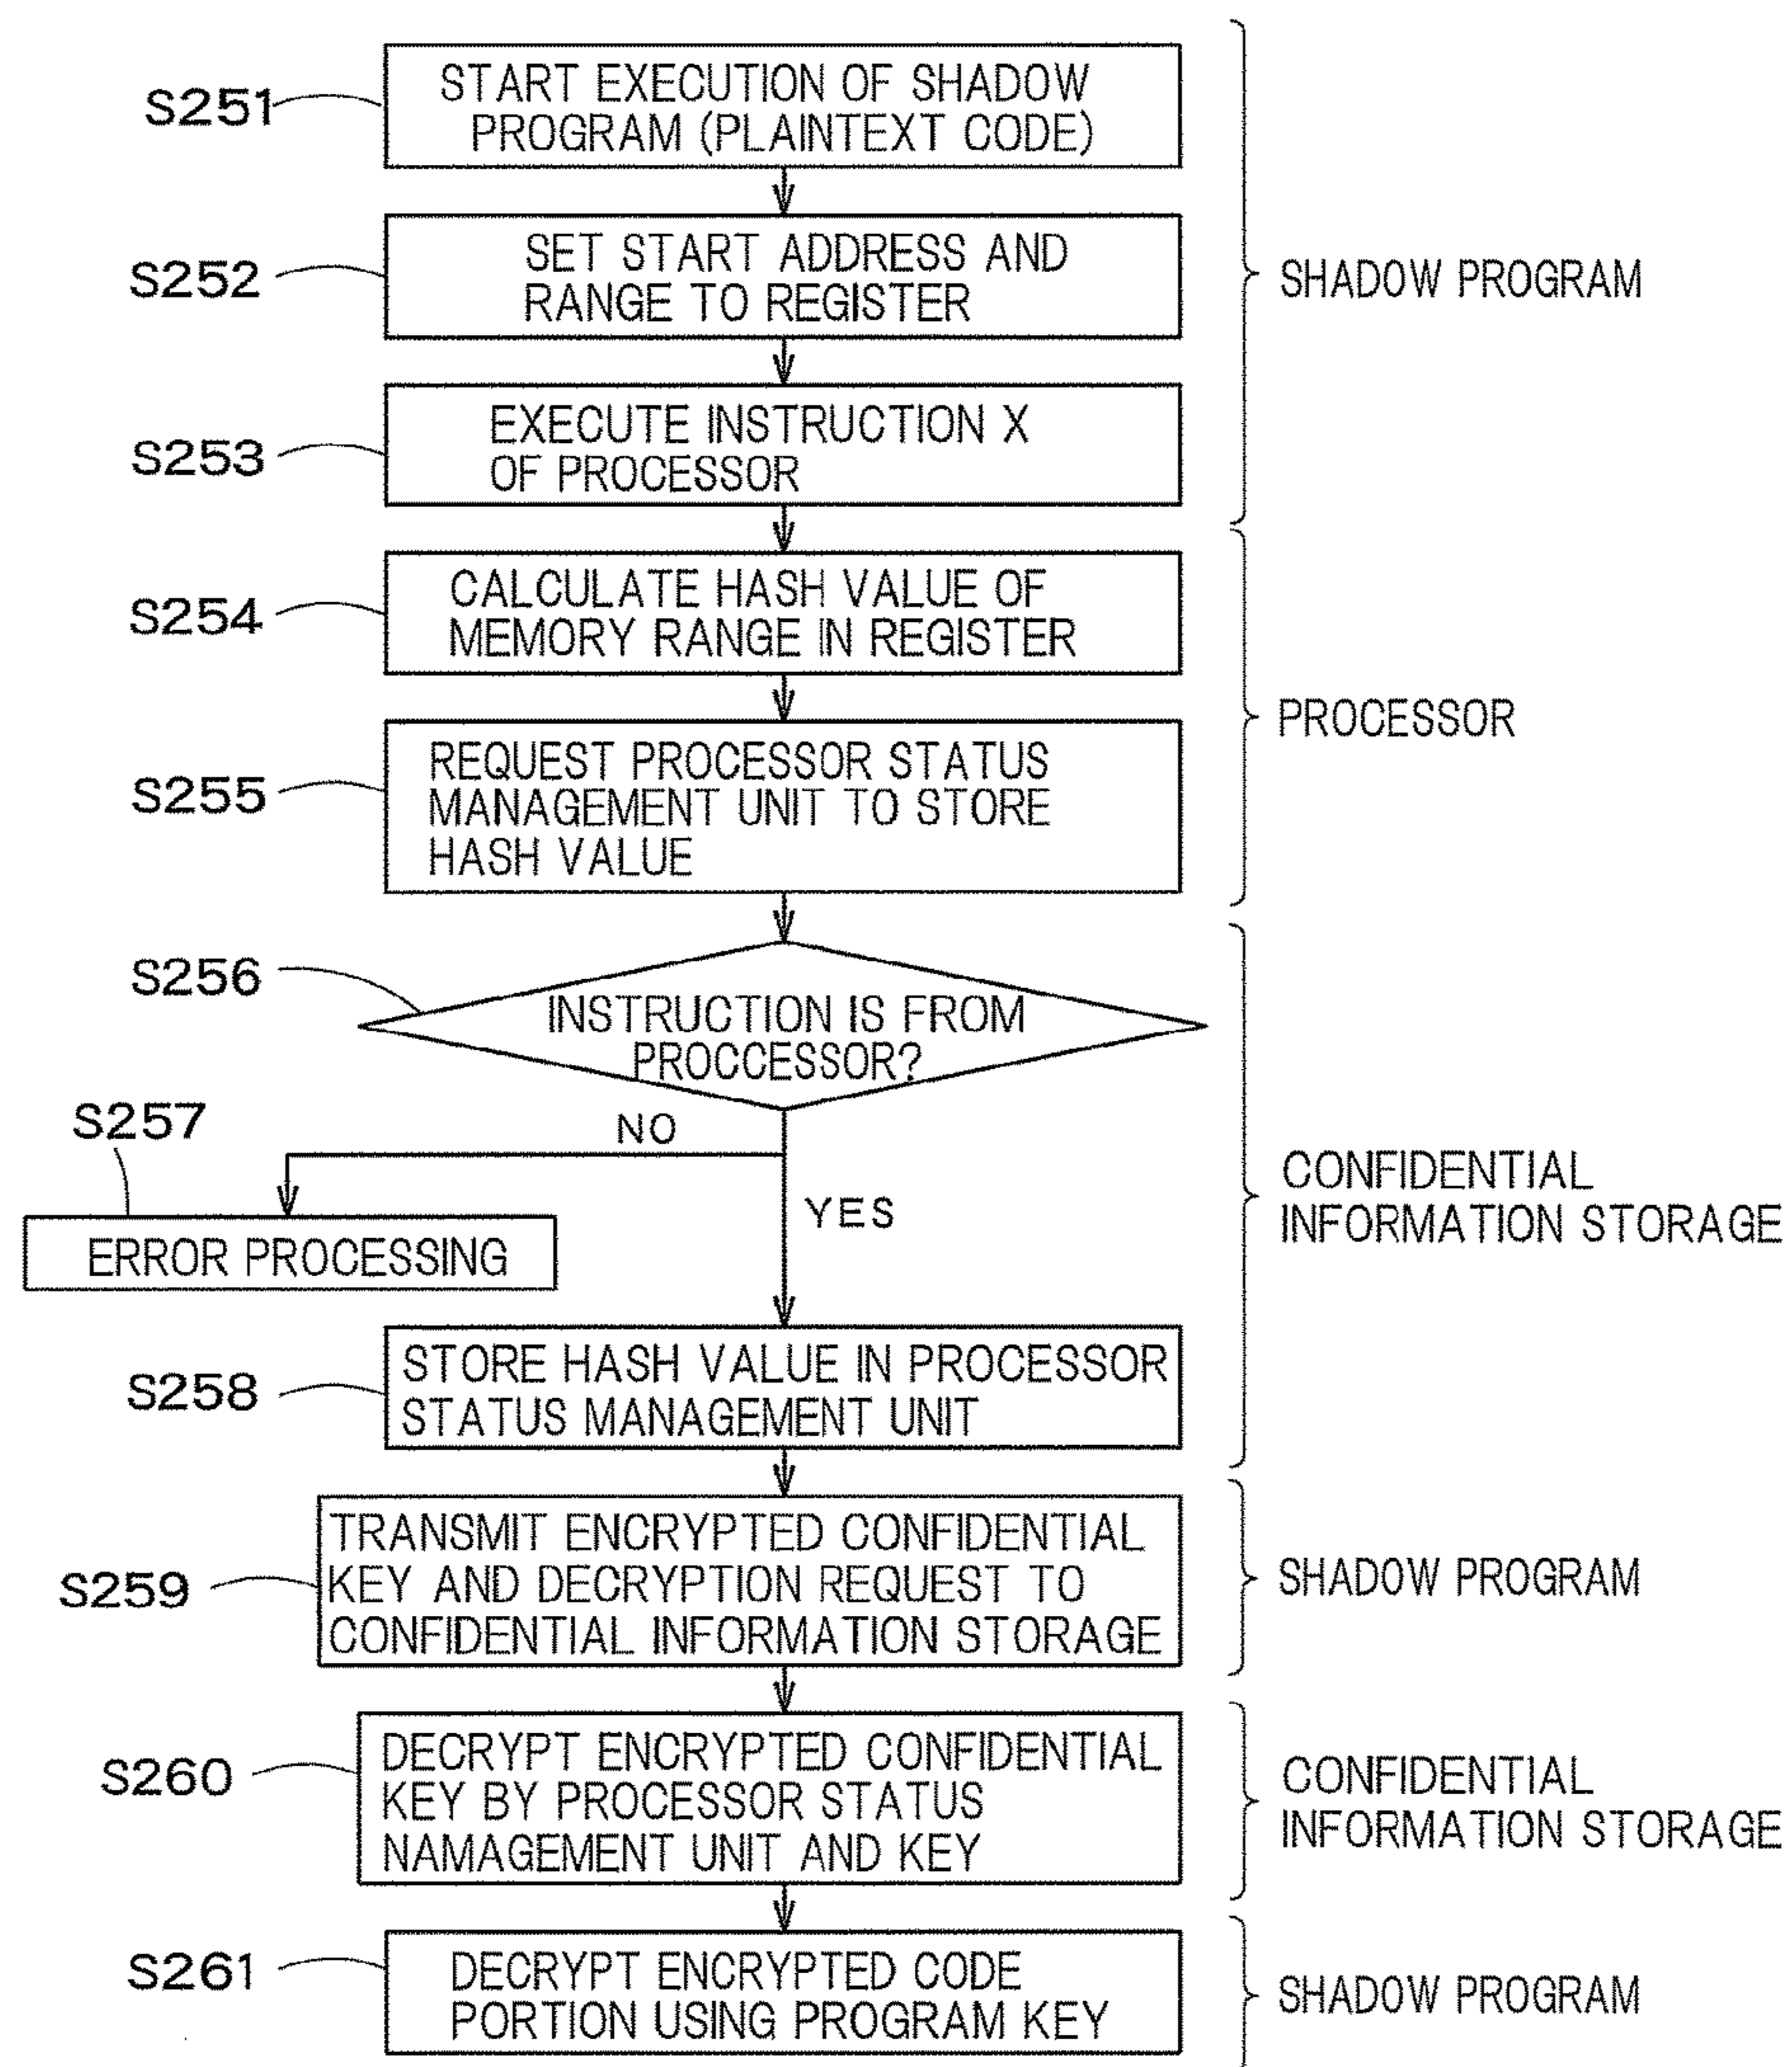 S251
START EXECUTION OF SHADOW
PROGRAM (PLAINTEXT CODE)
S252
SET START ADDRESS AND
RANGE TO REGISTER
SHADOW PROGRAM
S253
EXECUTE INSTRUCTION X
OF PROCESSOR
S254
CALCULATE HASH VALUE OF
MEMORY RANGE IN REGISTER
PROCESSOR
S255
REQUEST PROCESSOR STATUS
MANAGEMENT UNIT TO STORE
HASH VALUE
S256
INSTRUCTION IS FROM
PROCCESSOR?
S257
NO
YES
ERROR PROCESSING
CONFIDENTIAL
INFORMATION STORAGE
S258
STORE HASH VALUE IN PROCESSOR
STATUS MANAGEMENT UNIT
S259
TRANSMIT ENCRYPTED CONFIDENTIAL
KEY AND DECRYPTION REQUEST TO
CONFIDENTIAL INFORMATION STORAGE
SHADOW PROGRAM
S260
DECRYPT ENCRYPTED CONFIDENTIAL
KEY BY PROCESSOR STATUS
NAMAGEMENT UNIT AND KEY
CONFIDENTIAL
INFORMATION STORAGE
S261
DECRYPT ENCRYPTED CODE
PORTION USING PROGRAM KEY
SHADOW PROGRAM